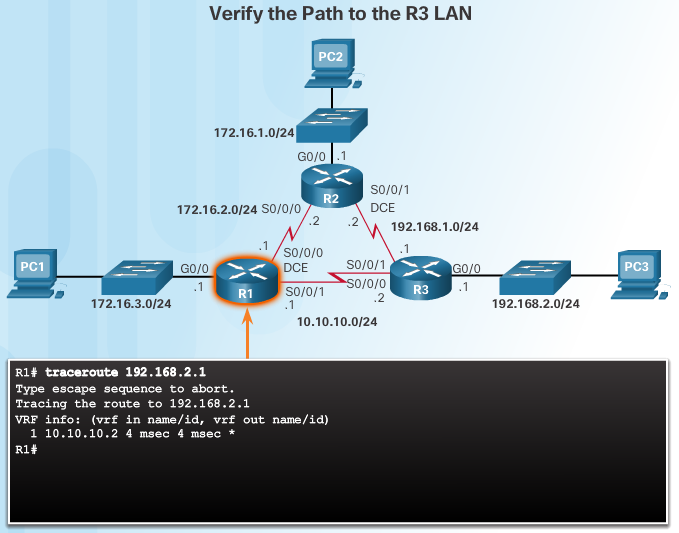 Verify the Path to the R3 LAN
PC2
172.16.1.0/24
G0/0 .1
R2
S0/0/1
DCE
172.16.2.0/24 S0/0/0
.2 .2
192.168.1.0/24
.1 .1
S0/0/0
DCE
PC1
G0/0
.1
172.16.3.0/24
R1
S0/0/1
.1
S0/0/1
S0/0/0
.2
R3
G0/0
.1
192.168.2.0/24
PC3
10.10.10.0/24
R1# traceroute 192.168.2.1
Type escape sequence to abort.
Tracing the route to 192.168.2.1
VRF info: (vrf in name/id, vrf out name/id)
1 10.10.10.2 4 msec 4 msec *
R1#